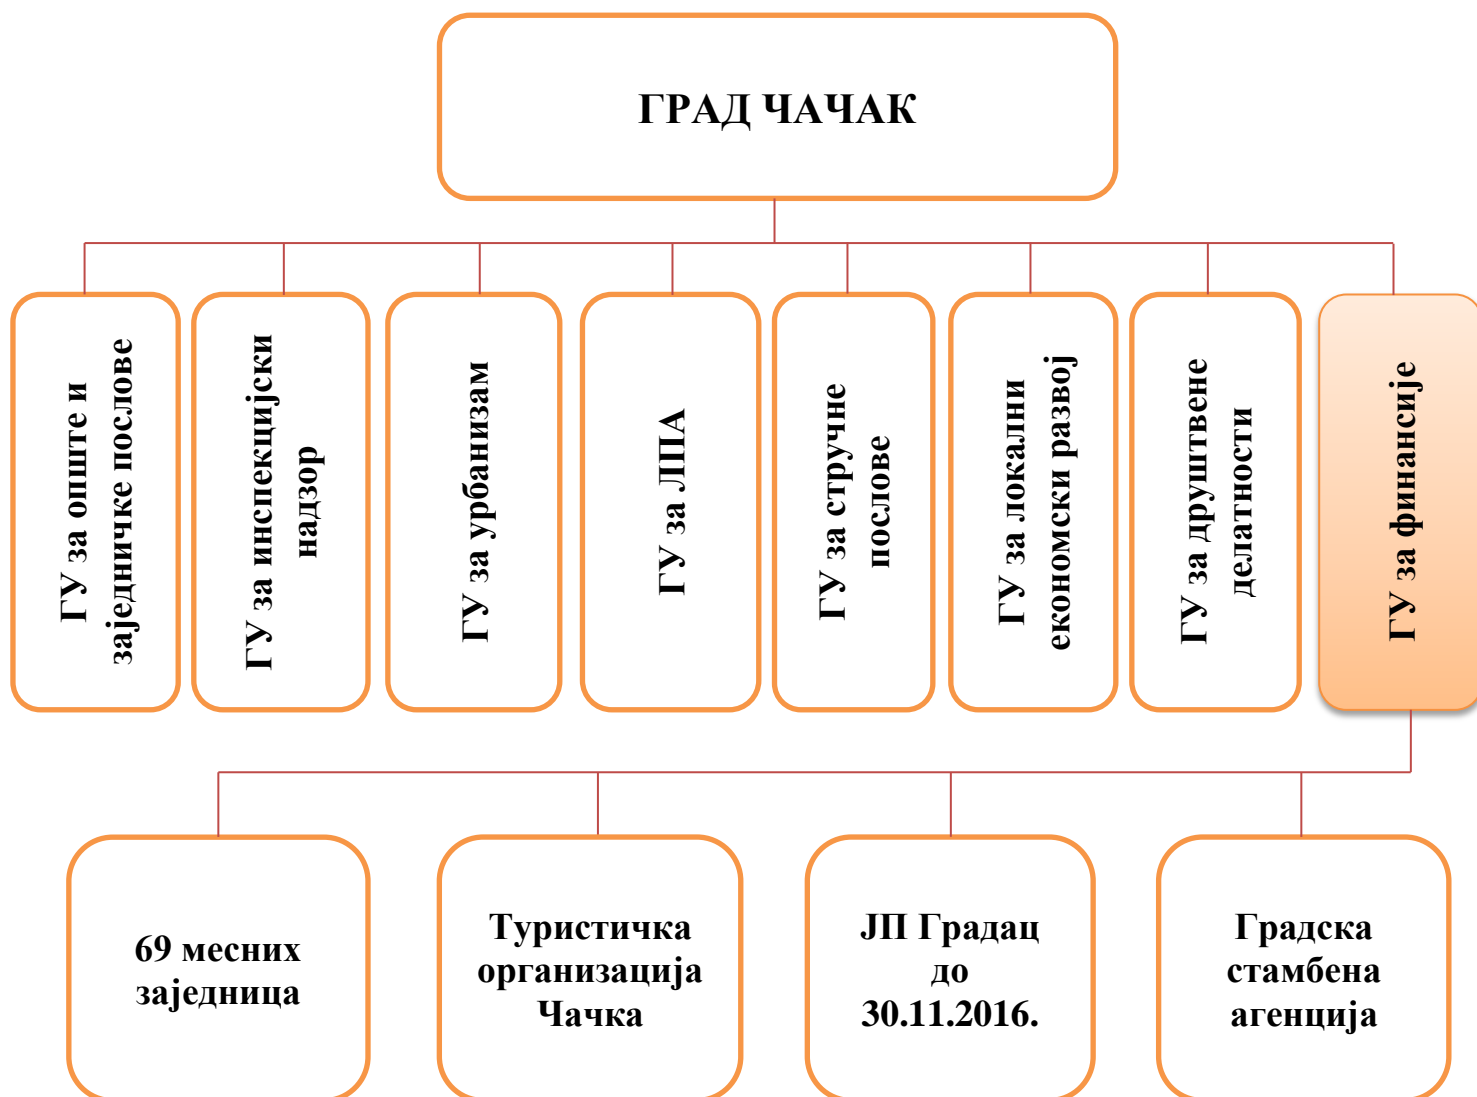 ГРАД ЧАЧАК
ГУ за опште и
заједничке послове
ГУ за инспекцијски
надзор
ГУ за урбанизам
ГУ за ЛПА
ГУ за стручне
послове
ГУ за локални
економски развој
ГУ за друштвене
делатности
ГУ за финансије
69 месних
заједница
Туристичка
организација
Чачка
ЈП Градац
до
30.11.2016.
Градска
стамбена
агенција